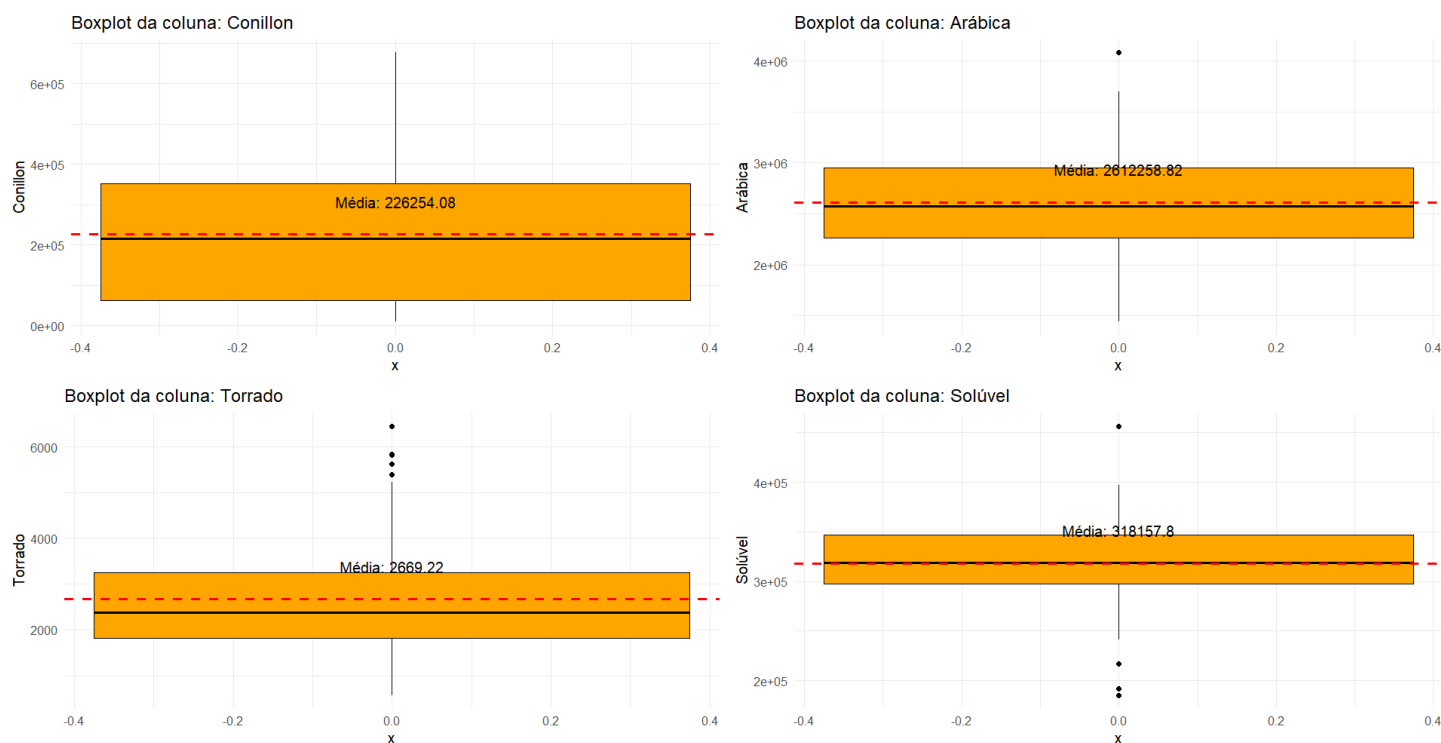 Boxplot da coluna: Conillon
Conillon
6e+05
4e+05
2e+05
0e+00
Média: 226254.08
-0.4 -0.2 0.0 0.2 0.4
x
Boxplot da coluna: Arábica
Arábica
4e+06
3e+06
2e+06
Média: 2612258.82
-0.4 -0.2 0.0 0.2 0.4
x
Boxplot da coluna: Torrado
Torrado
6000
4000
2000
Média: 2669.22
-0.4 -0.2 0.0 0.2 0.4
x
Boxplot da coluna: Solúvel
Solúvel
4e+05
3e+05
2e+05
Média: 318157.8
-0.4 -0.2 0.0 0.2 0.4
x